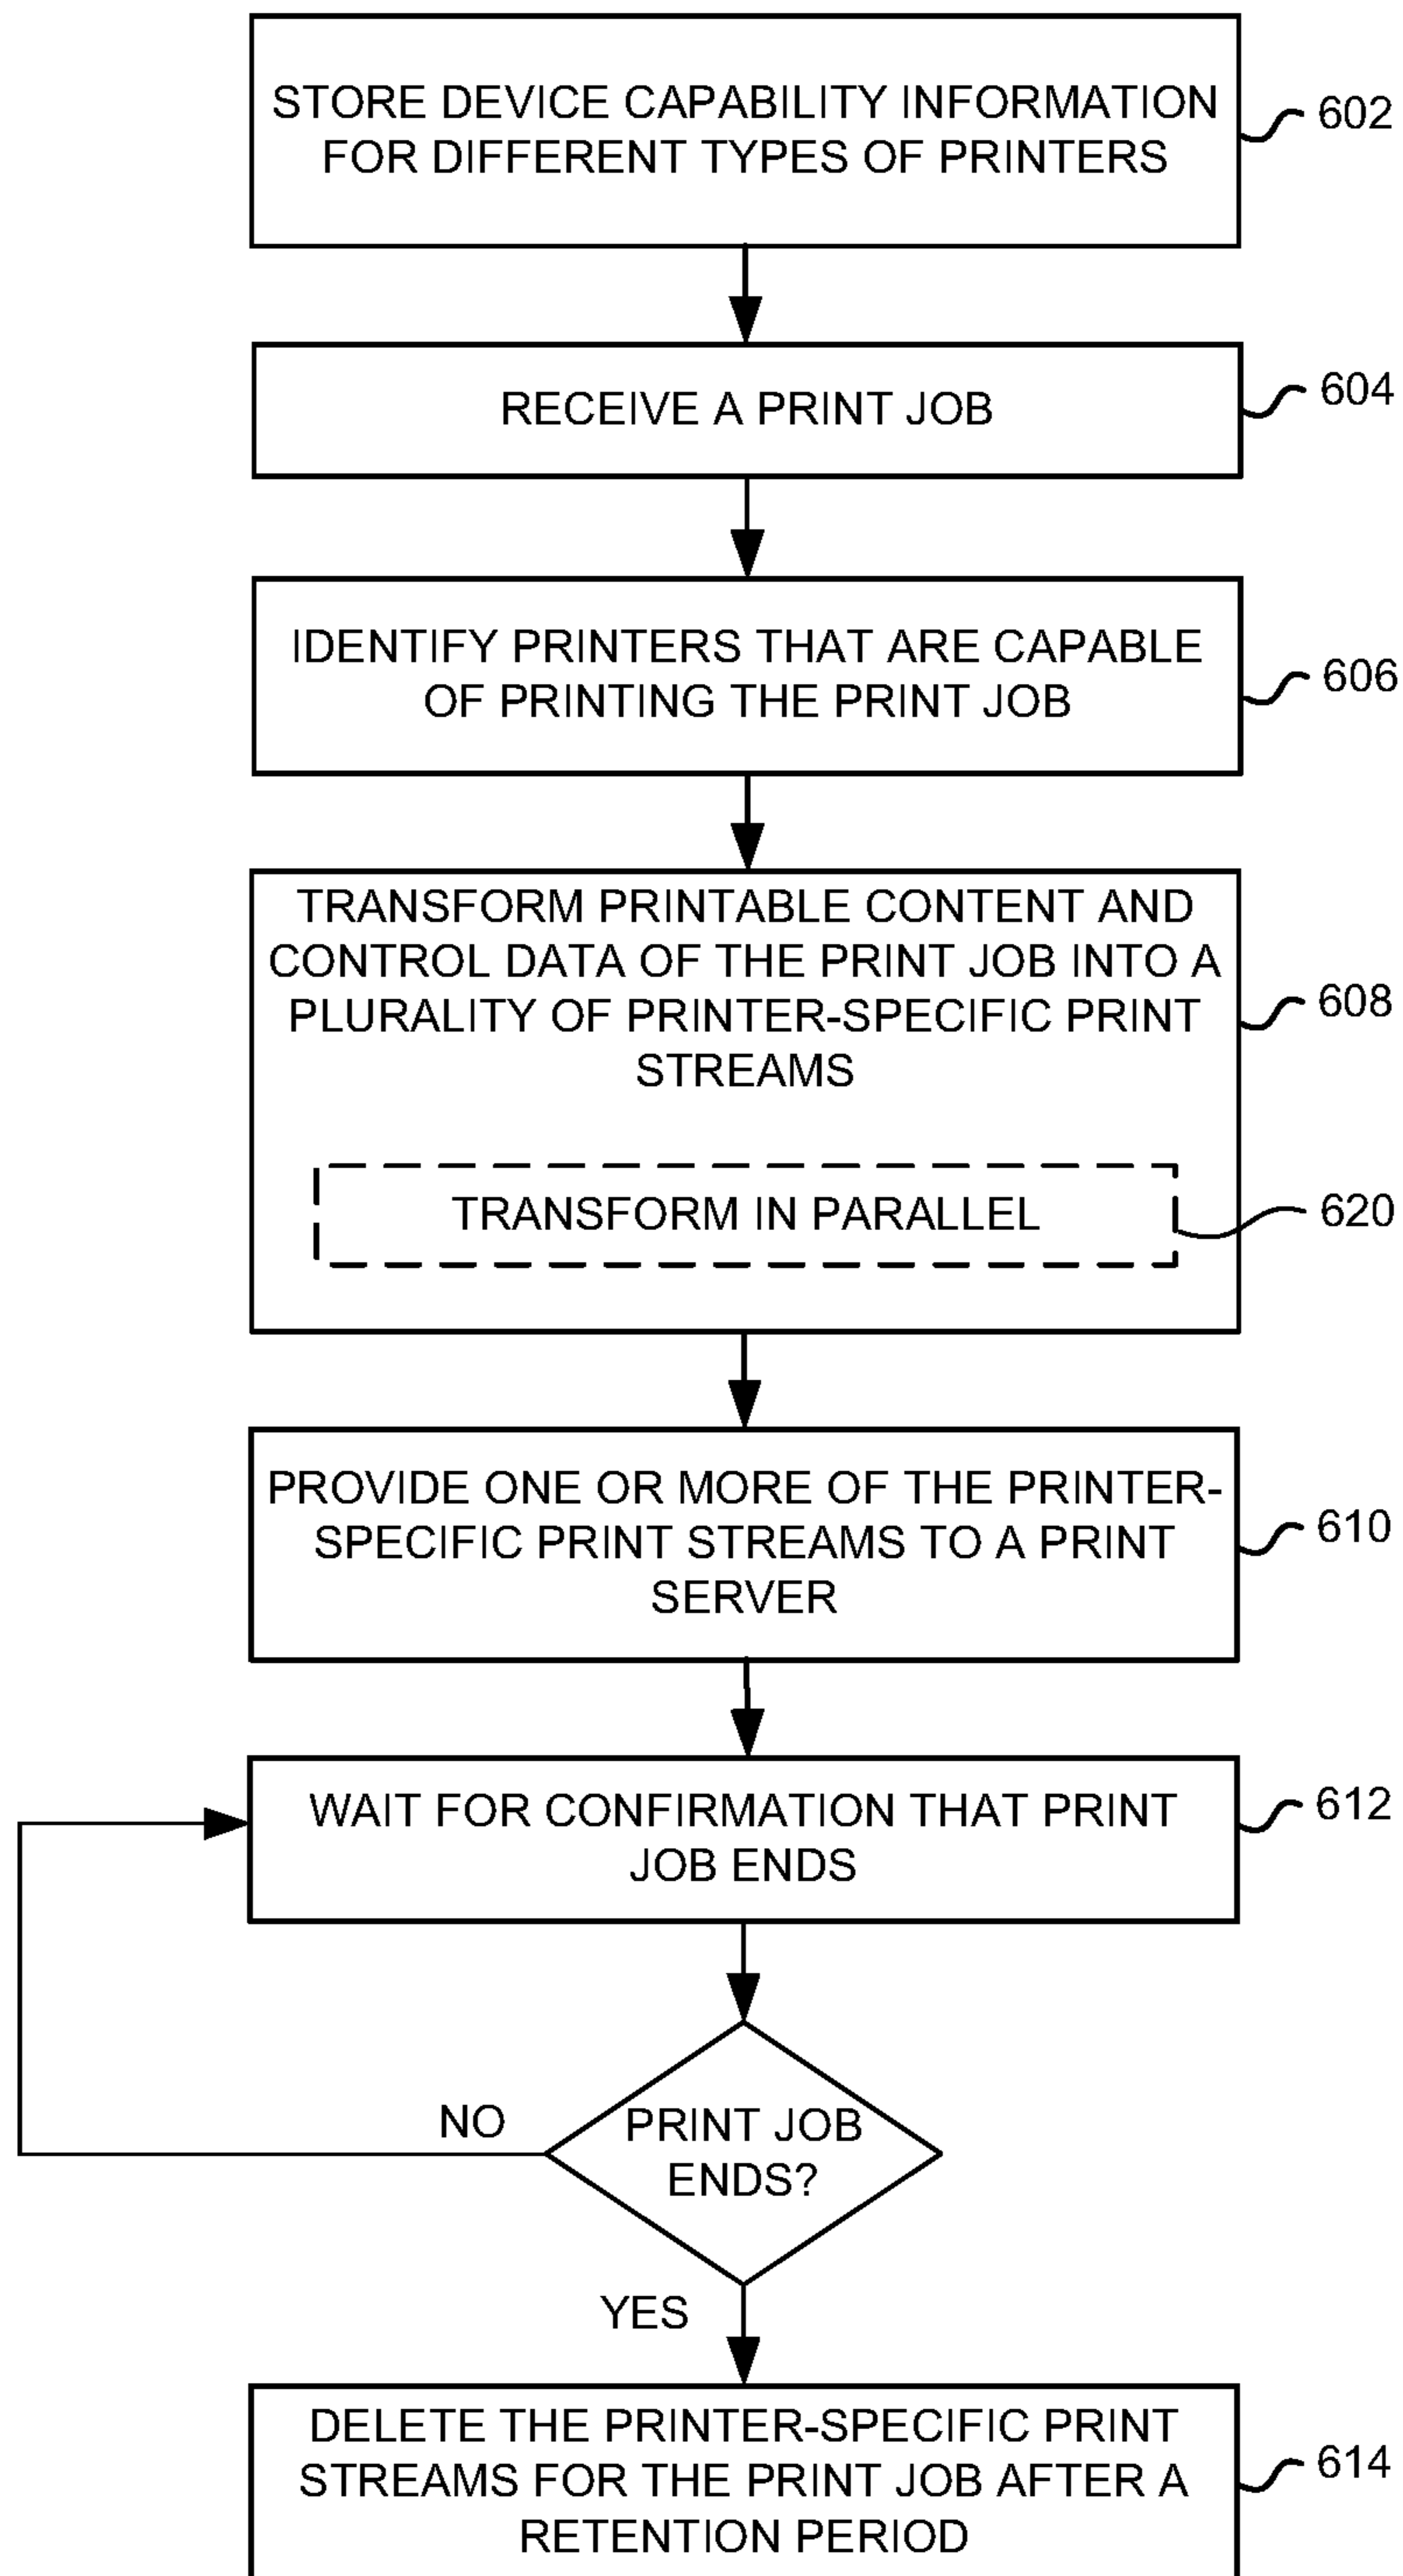 STORE DEVICE CAPABILITY INFORMATION
FOR DIFFERENT TYPES OF PRINTERS
602
RECEIVE A PRINT JOB
604
IDENTIFY PRINTERS THAT ARE CAPABLE
OF PRINTING THE PRINT JOB
606
TRANSFORM PRINTABLE CONTENT AND
CONTROL DATA OF THE PRINT JOB INTO A
PLURALITY OF PRINTER-SPECIFIC PRINT
STREAMS
608
TRANSFORM IN PARALLEL
620
PROVIDE ONE OR MORE OF THE PRINTER-
SPECIFIC PRINT STREAMS TO A PRINT
SERVER
610
WAIT FOR CONFIRMATION THAT PRINT
JOB ENDS
612
NO
PRINT JOB
ENDS?
YES
DELETE THE PRINTER-SPECIFIC PRINT
STREAMS FOR THE PRINT JOB AFTER A
RETENTION PERIOD
614